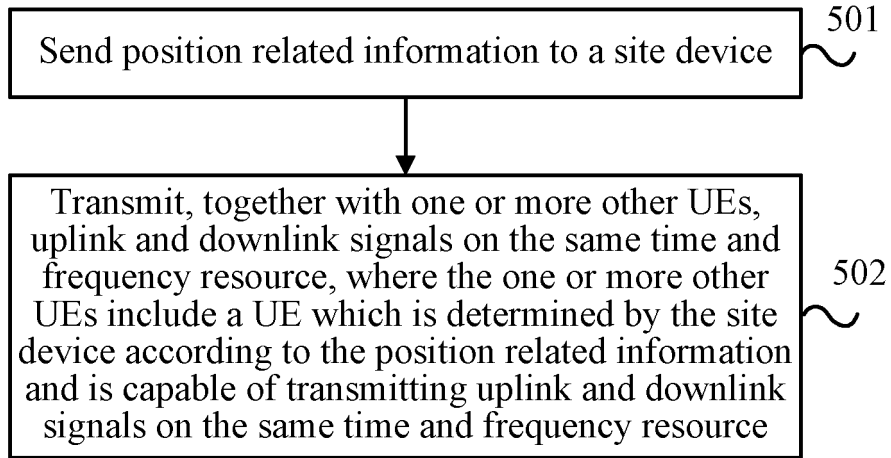 Send position related information to a site device
501
Transmit, together with one or more other UEs,
uplink and downlink signals on the same time and
frequency resource, where the one or more other
UEs include a UE which is determined by the site
device according to the position related information
and is capable of transmitting uplink and downlink
signals on the same time and frequency resource
502